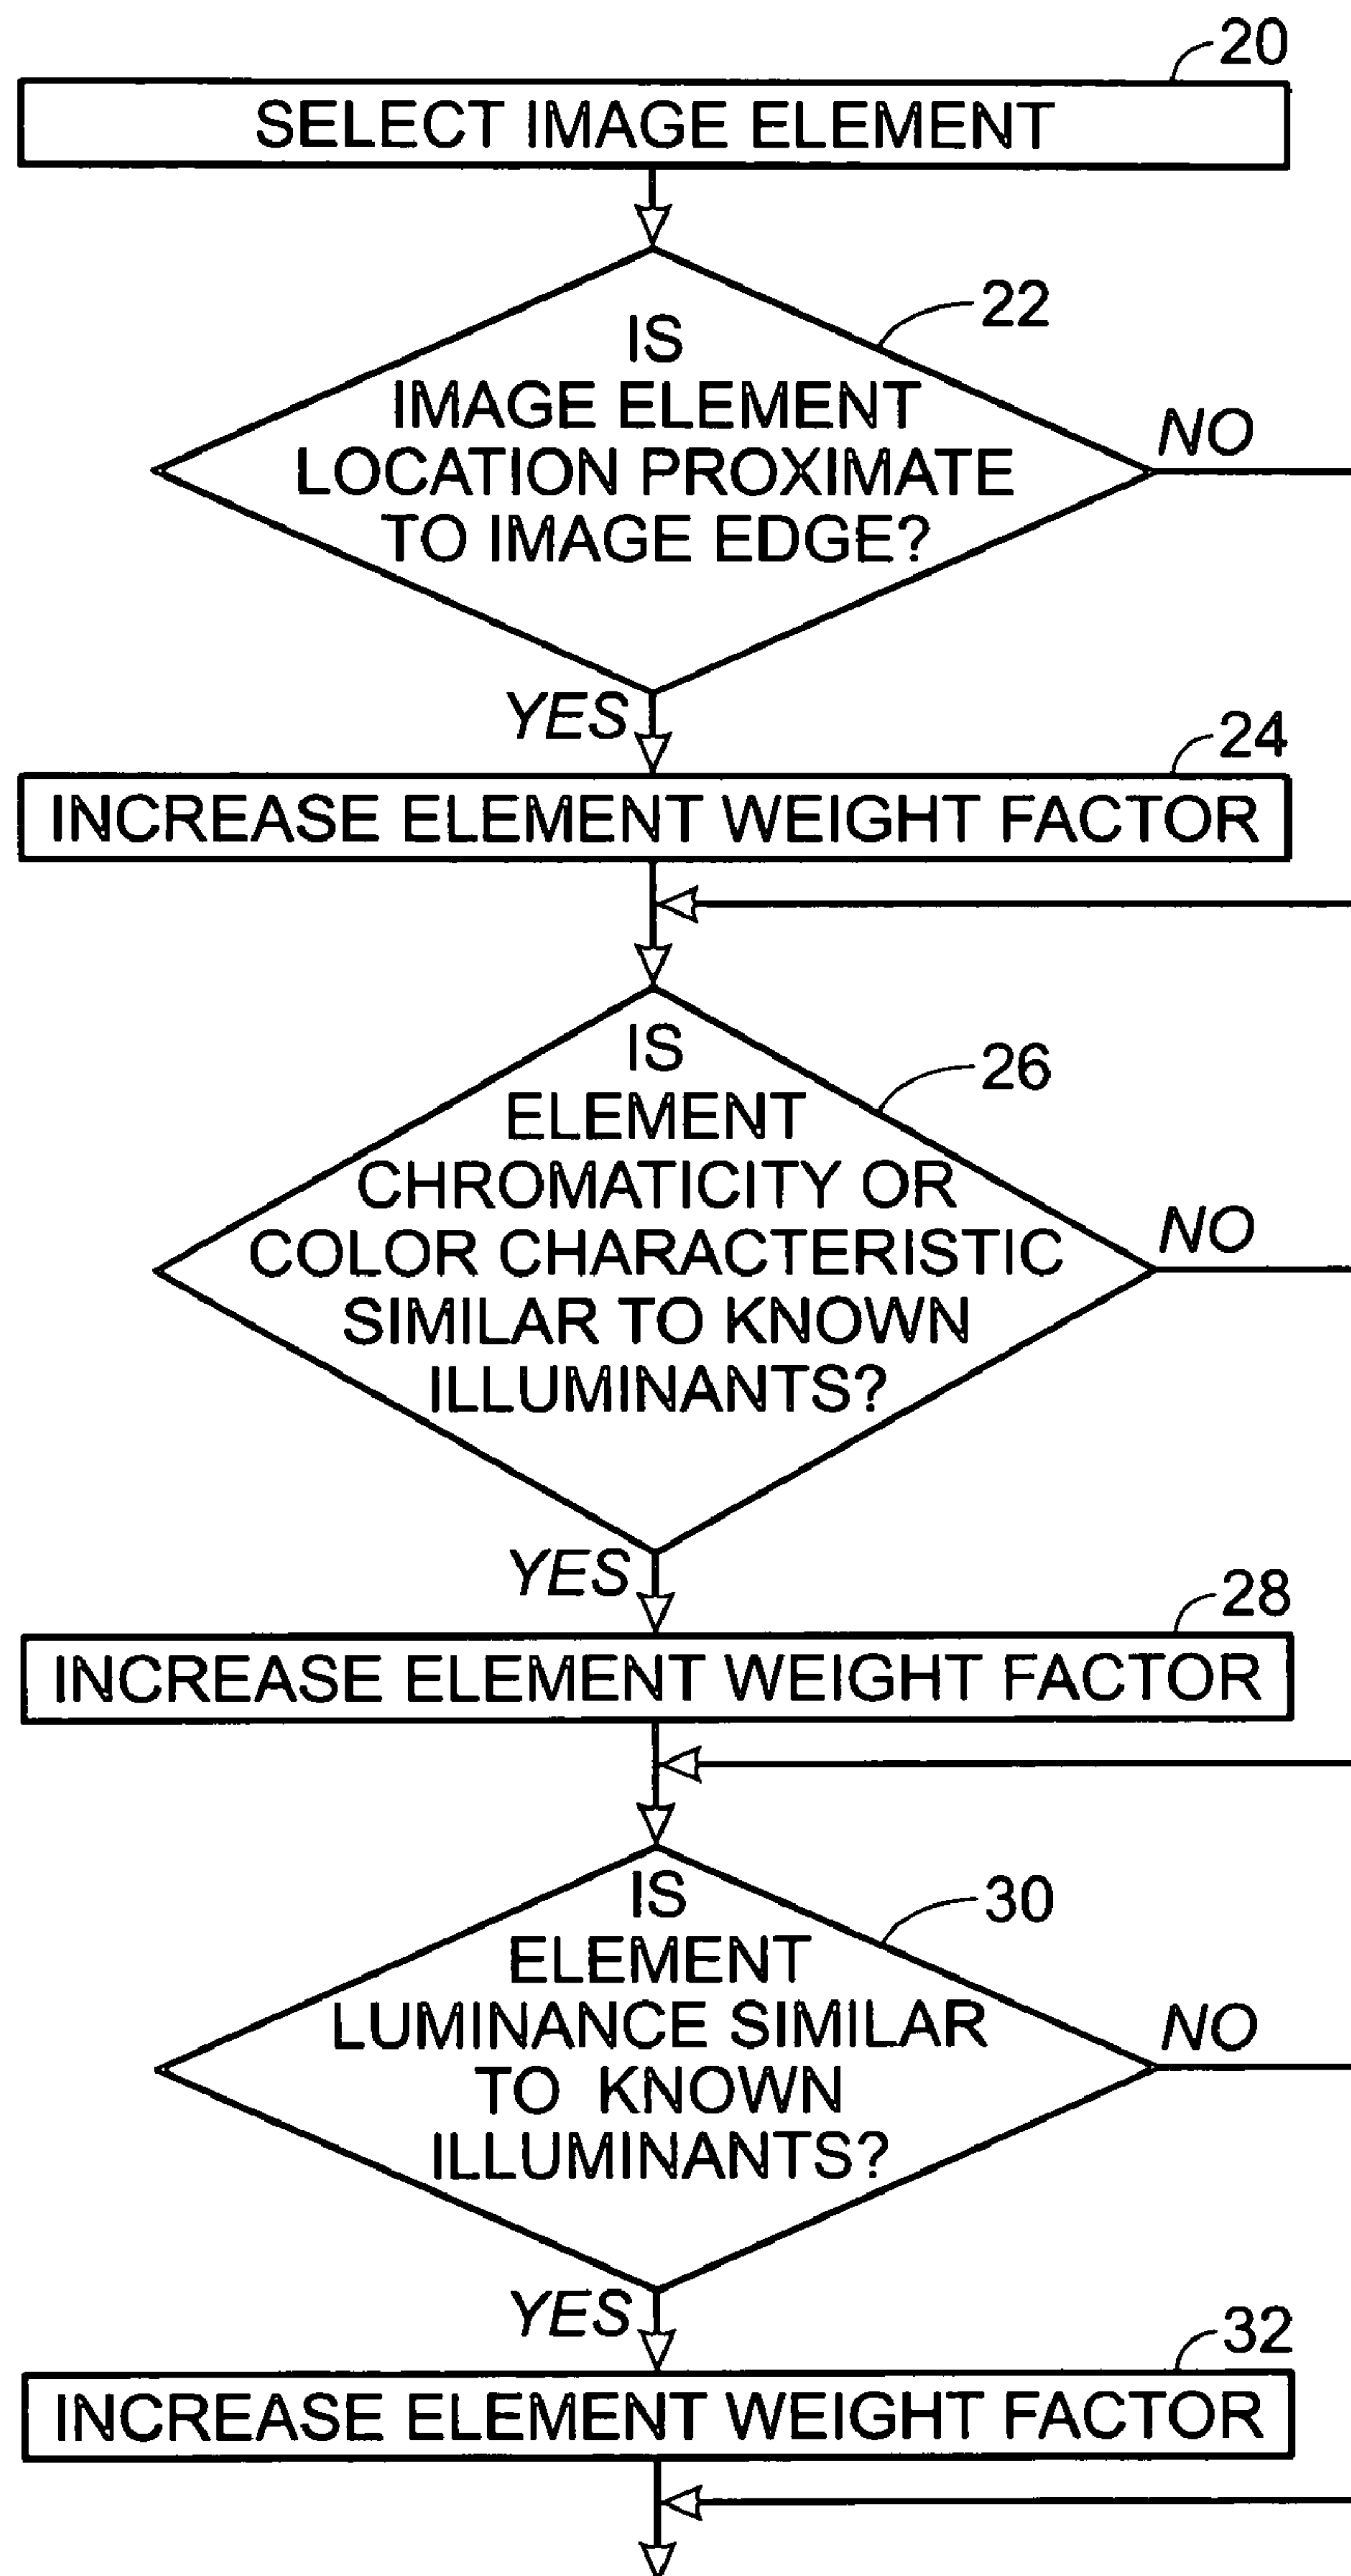 20
SELECT IMAGE ELEMENT
22
IS
IMAGE ELEMENT
LOCATION PROXIMATE
TO IMAGE EDGE?
NO
YES
24
INCREASE ELEMENT WEIGHT FACTOR
26
IS
ELEMENT
CHROMATICITY OR
COLOR CHARACTERISTIC
SIMILAR TO KNOWN
ILLUMINANTS?
NO
YES
28
INCREASE ELEMENT WEIGHT FACTOR
30
IS
ELEMENT
LUMINANCE SIMILAR
TO KNOWN
ILLUMINANTS?
NO
YES
32
INCREASE ELEMENT WEIGHT FACTOR